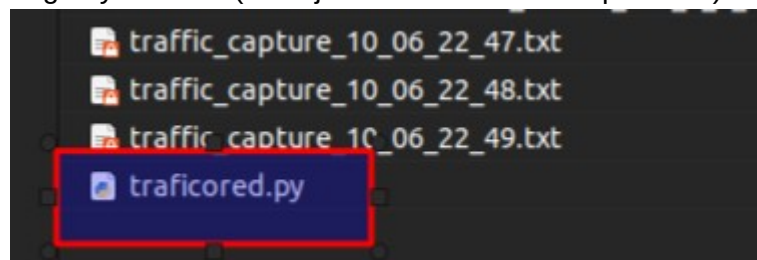 traffic_capture_10_06_22_47.txt
traffic_capture_10_06_22_48.txt
traffic_capture_10_06_22_49.txt
traficored.py